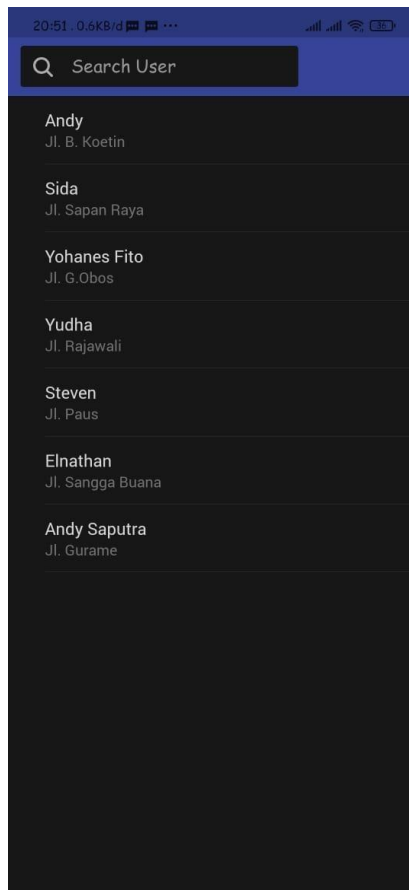 20:51 . 0.6KB/d ...
36
Search User
Andy
Jl. B. Koetin
Sida
Jl. Sapan Raya
Yohanes Fito
Jl. G.Obos
Yudha
Jl. Rajawali
Steven
Jl. Paus
Elnathan
Jl. Sangga Buana
Andy Saputra
Jl. Gurame